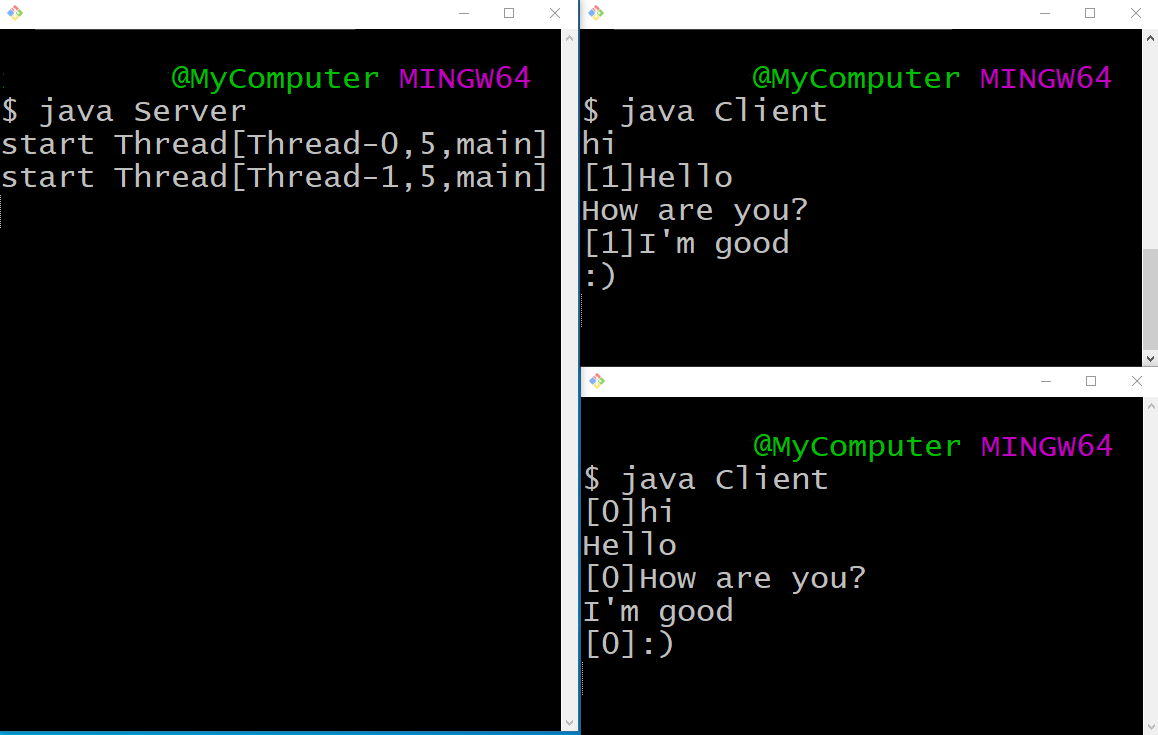 @MyComputer MINGW64
$ java Server
start Thread[Thread-0,5,main]
start Thread[Thread-1,5,main]
@MyComputer MINGW64
$ java Client
hi
[1]Hello
How are you?
[1]I'm good
:)
@MyComputer MINGW64
$ java Client
[0]hi
Hello
[0]How are you?
I'm good
[0]:)